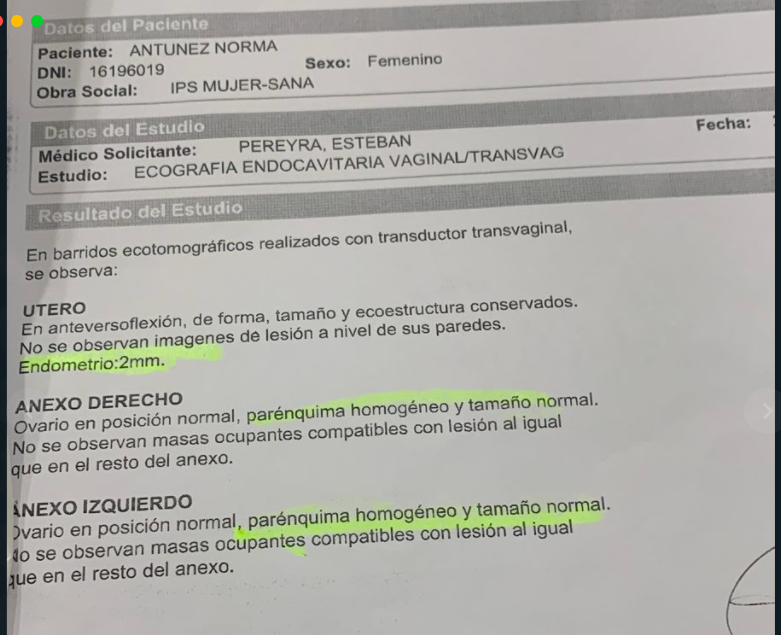 Datos del Paciente
Paciente: ANTUNEZ NORMA
DNI: 16196019 Sexo: Femenino
Obra Social: IPS MUJER-SANA
Datos del Estudio
Médico Solicitante: PEREYRA, ESTEBAN Fecha:
Estudio: ECOGRAFIA ENDOCAVITARIA VAGINAL/TRANSVAG
Resultado del Estudio
En barridos ecotomográficos realizados con transductor transvaginal,
se observa:
UTERO
En anteversoflexión, de forma, tamaño y ecoestructura conservados.
No se observan imagenes de lesión a nivel de sus paredes.
Endometrio:2mm.
ANEXO DERECHO
Ovario en posición normal, parénquima homogéneo y tamaño normal.
No se observan masas ocupantes compatibles con lesión al igual
que en el resto del anexo.
ANEXO IZQUIERDO
Ovario en posición normal, parénquima homogéneo y tamaño normal.
No se observan masas ocupantes compatibles con lesión al igual
que en el resto del anexo.